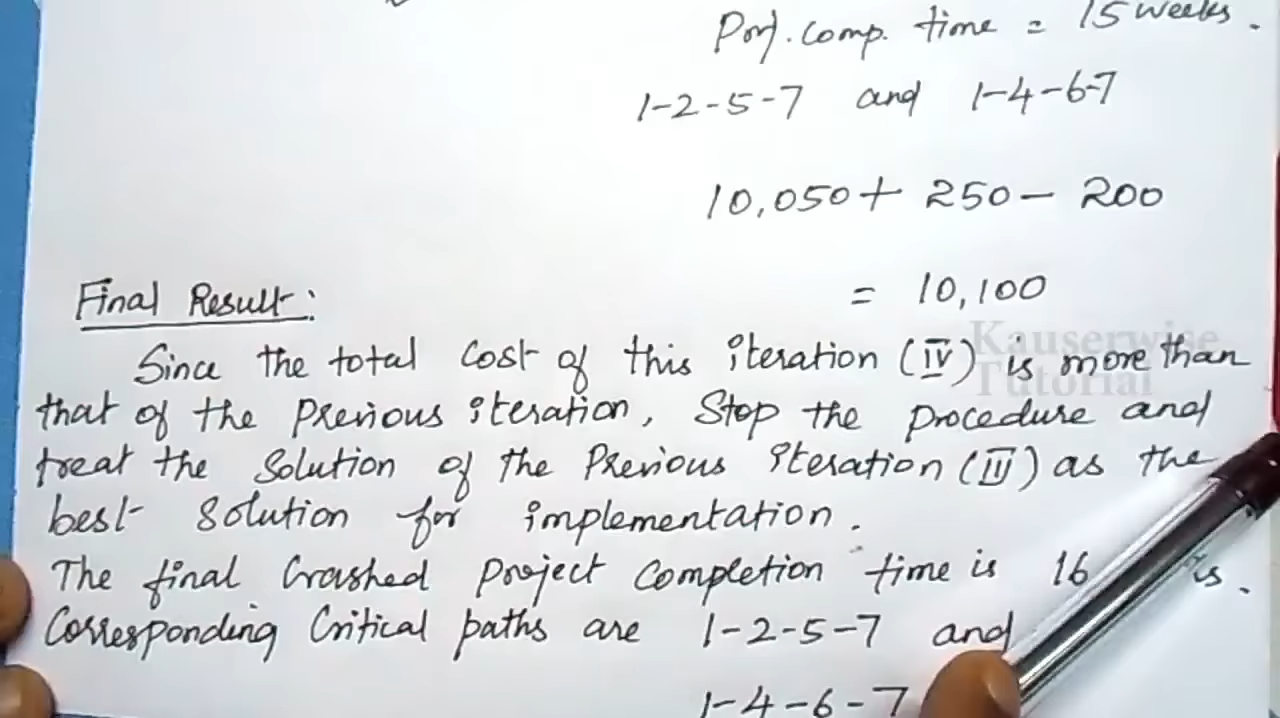 Proj. comp. time = 15 weeks.
1-2-5-7 and 1-4-6-7
10,050 + 250 - 200
= 10,100
Final Result:
Kauserwise
Tutorial
Since the total cost of this iteration (IV) is more than
that of the previous iteration, Stop the procedure and
treat the solution of the previous iteration (III) as the
best solution for implementation.
The final crashed project completion time is 16
Corresponding Critical paths are 1-2-5-7 and
1-4-6-7